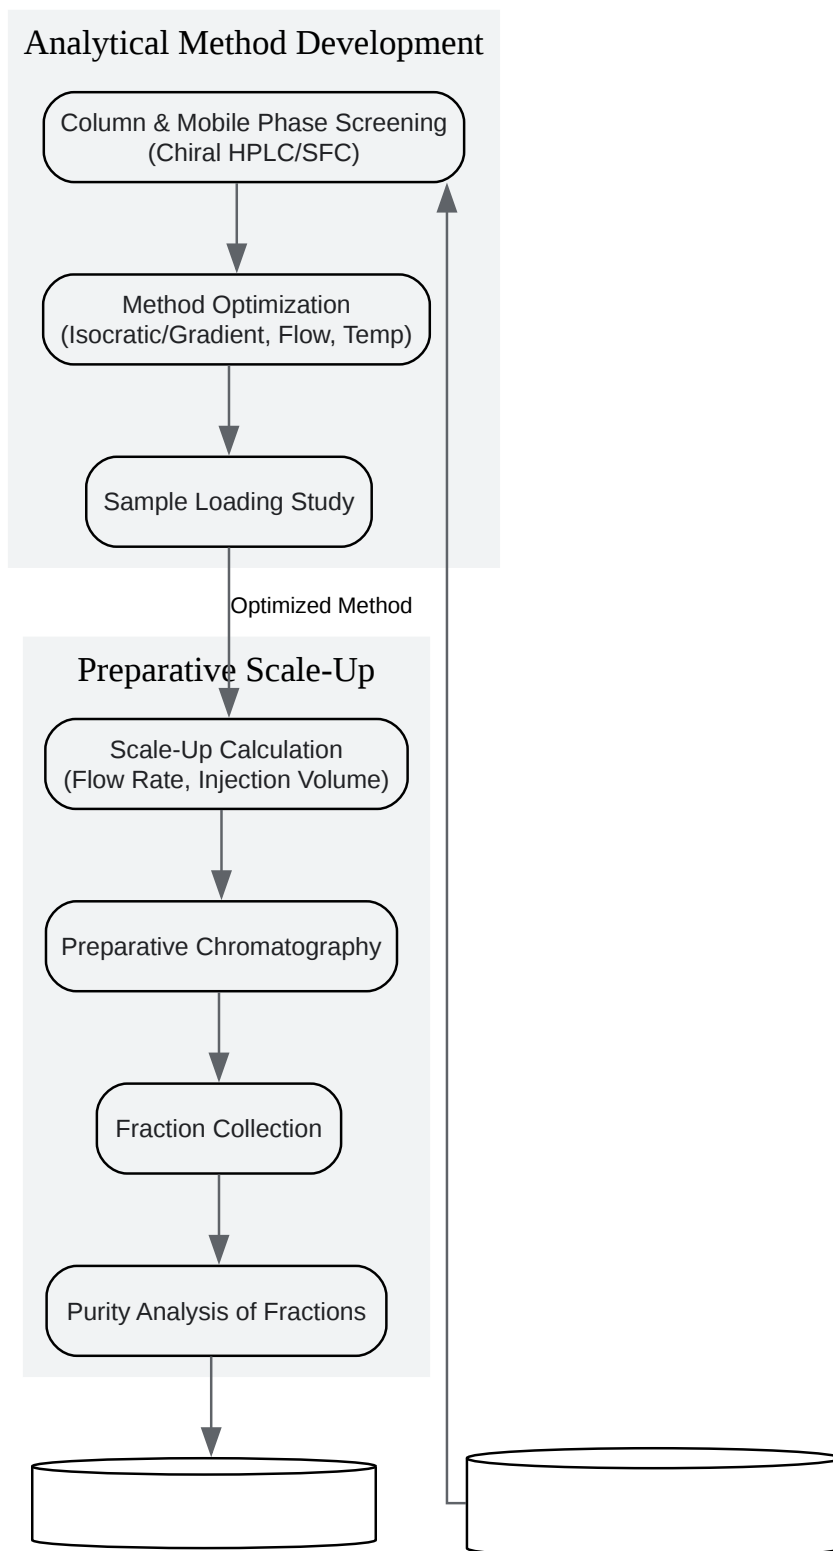 Analytical Method Development
Column & Mobile Phase Screening
(Chiral HPLC/SFC)
Method Optimization
(Isocratic/Gradient, Flow, Temp)
Sample Loading Study
Optimized Method
Preparative Scale-Up
Scale-Up Calculation
(Flow Rate, Injection Volume)
Preparative Chromatography
Fraction Collection
Purity Analysis of Fractions